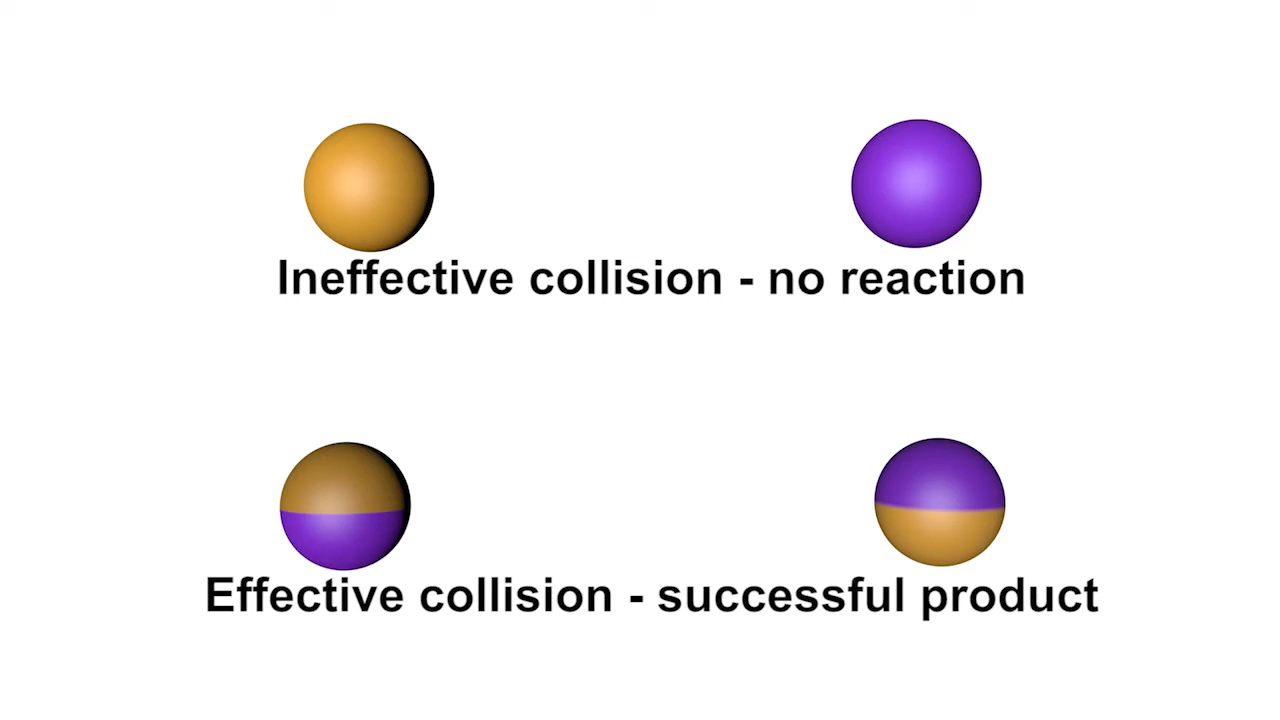 Ineffective collision - no reaction
Effective collision - successful product